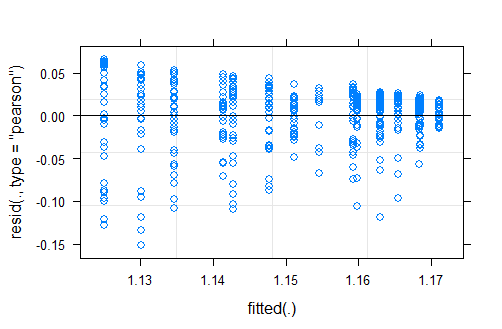 resid(., type = "pearson")
0.05
0.00
-0.05
-0.10
-0.15
1.13 1.14 1.15 1.16 1.17
fitted(.)